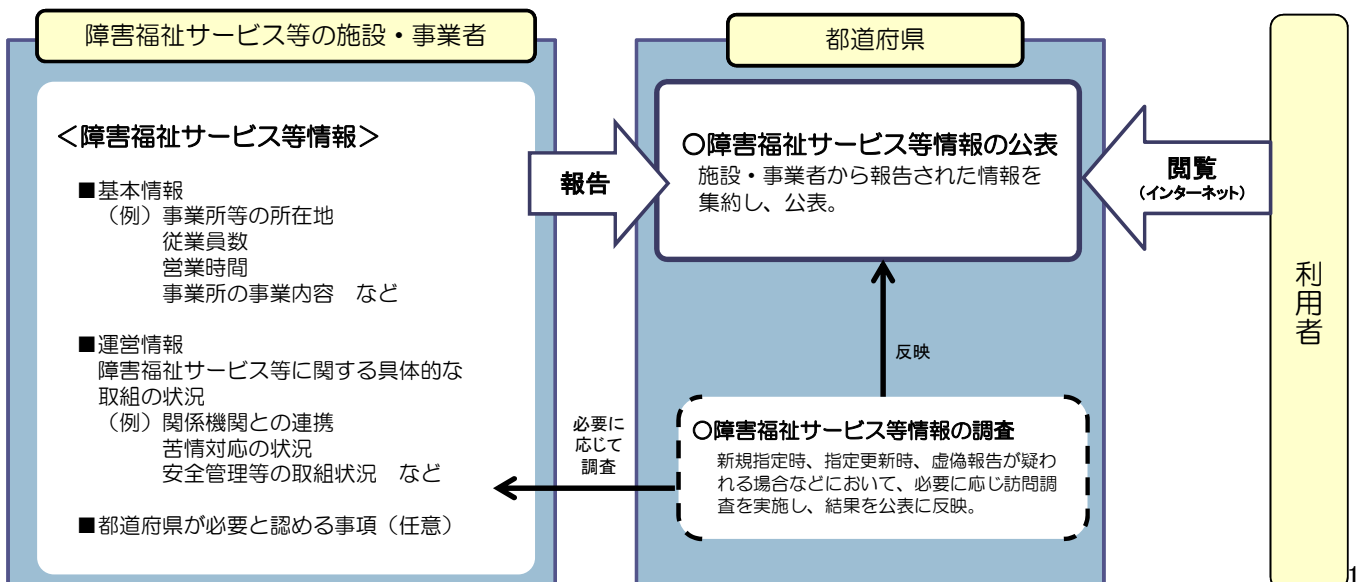 障害福祉サービス等の施設・事業者
＜障害福祉サービス等情報＞
■基本情報
（例）事業所等の所在地
従業員数
営業時間
事業所の事業内容　など
■運営情報
障害福祉サービス等に関する具体的な
取組の状況
（例）関係機関との連携
苦情対応の状況
安全管理等の取組状況　など
■都道府県が必要と認める事項（任意）
報告
必要に
応じて
調査
都道府県
○障害福祉サービス等情報の公表
施設・事業者から報告された情報を
集約し、公表。
反映
○障害福祉サービス等情報の調査
新規指定時、指定更新時、虚偽報告が疑わ
れる場合などにおいて、必要に応じ訪問調
査を実施し、結果を公表に反映。
閲覧
（インターネット）
利用者
1